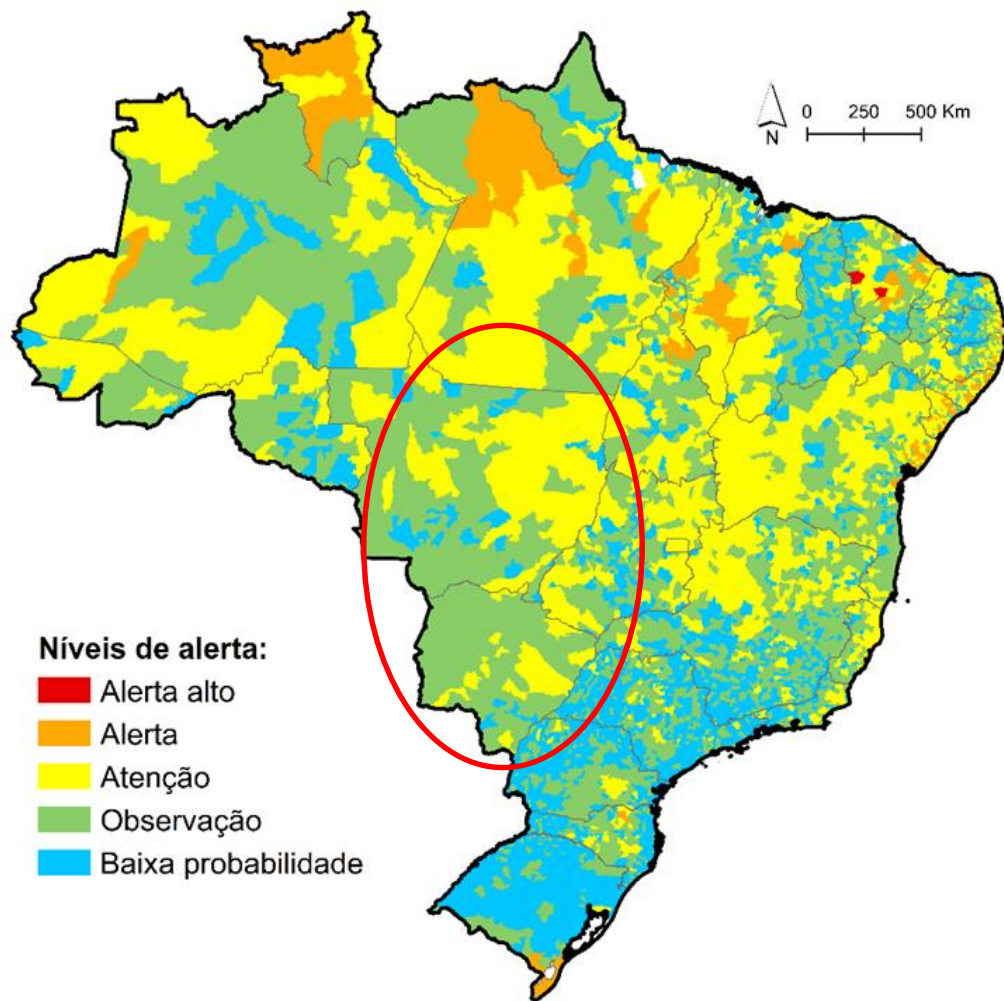 0 250 500 Km
N
Níveis de alerta:
Alerta alto
Alerta
Atenção
Observação
Baixa probabilidade